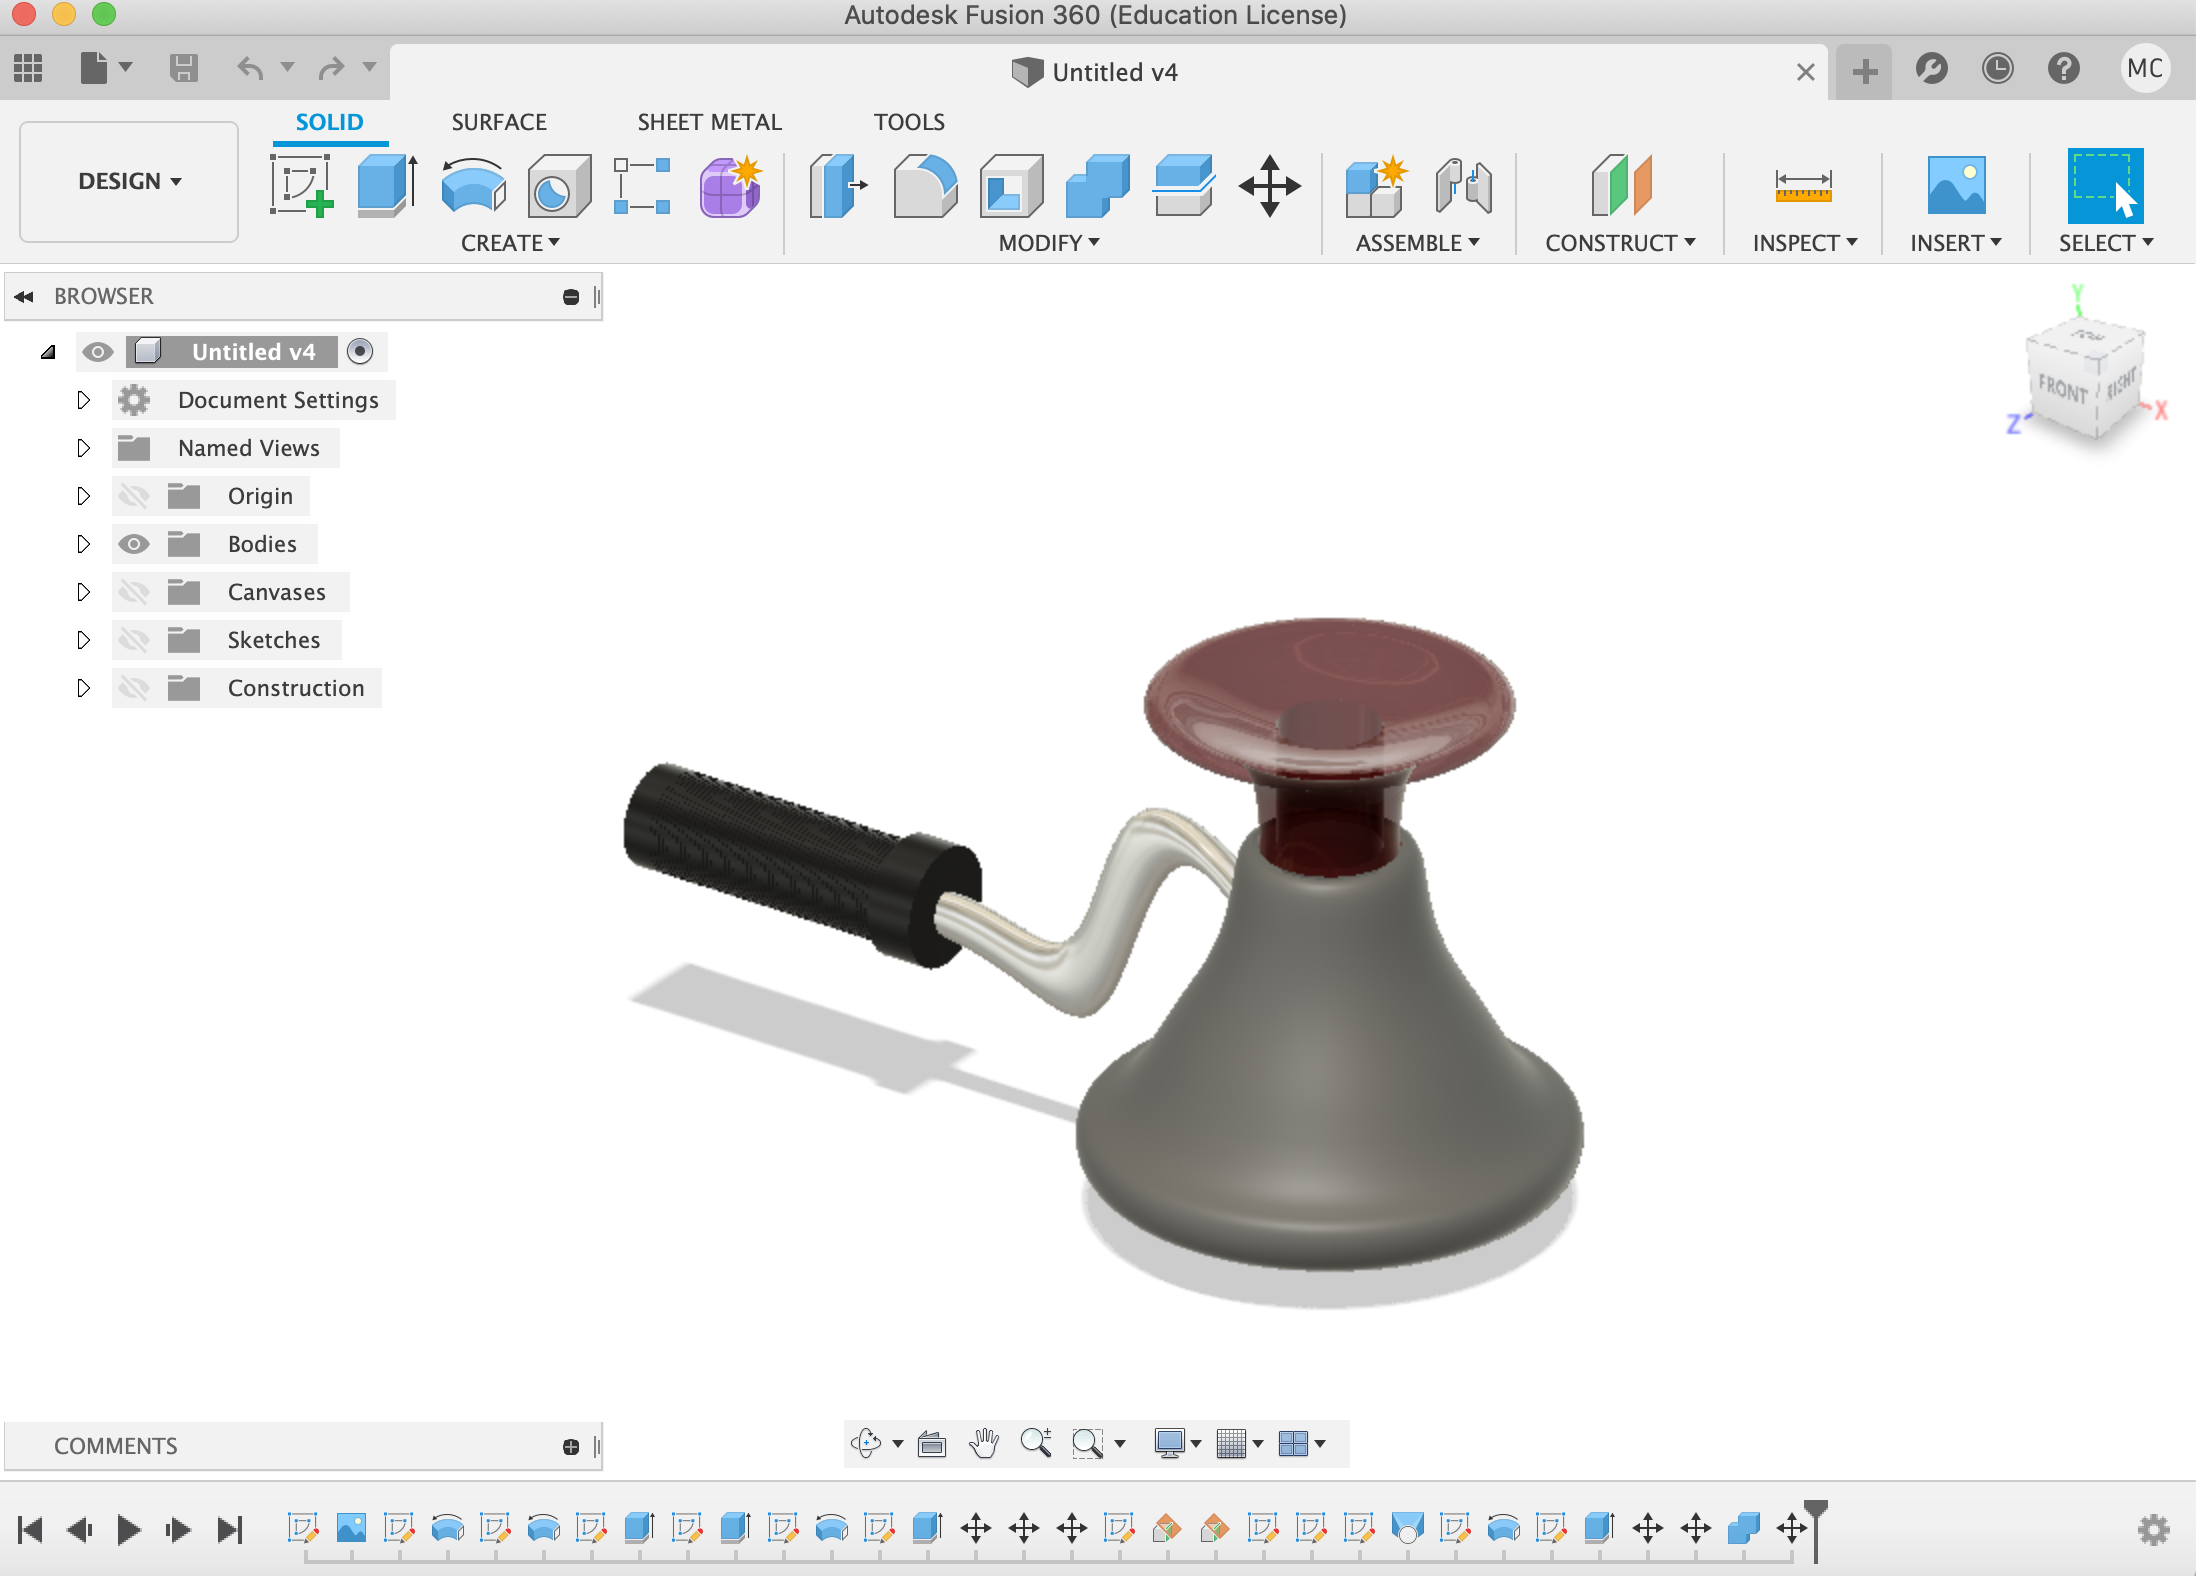 Autodesk Fusion 360 (Education License)
Untitled v4
MC
SOLID SURFACE SHEET METAL TOOLS
DESIGN
CREATE MODIFY ASSEMBLE CONSTRUCT INSPECT INSERT SELECT
BROWSER
Untitled v4
Document Settings
Named Views
Origin
Bodies
Canvases
Sketches
Construction
Y
FRONT RIGHT
Z X
COMMENTS